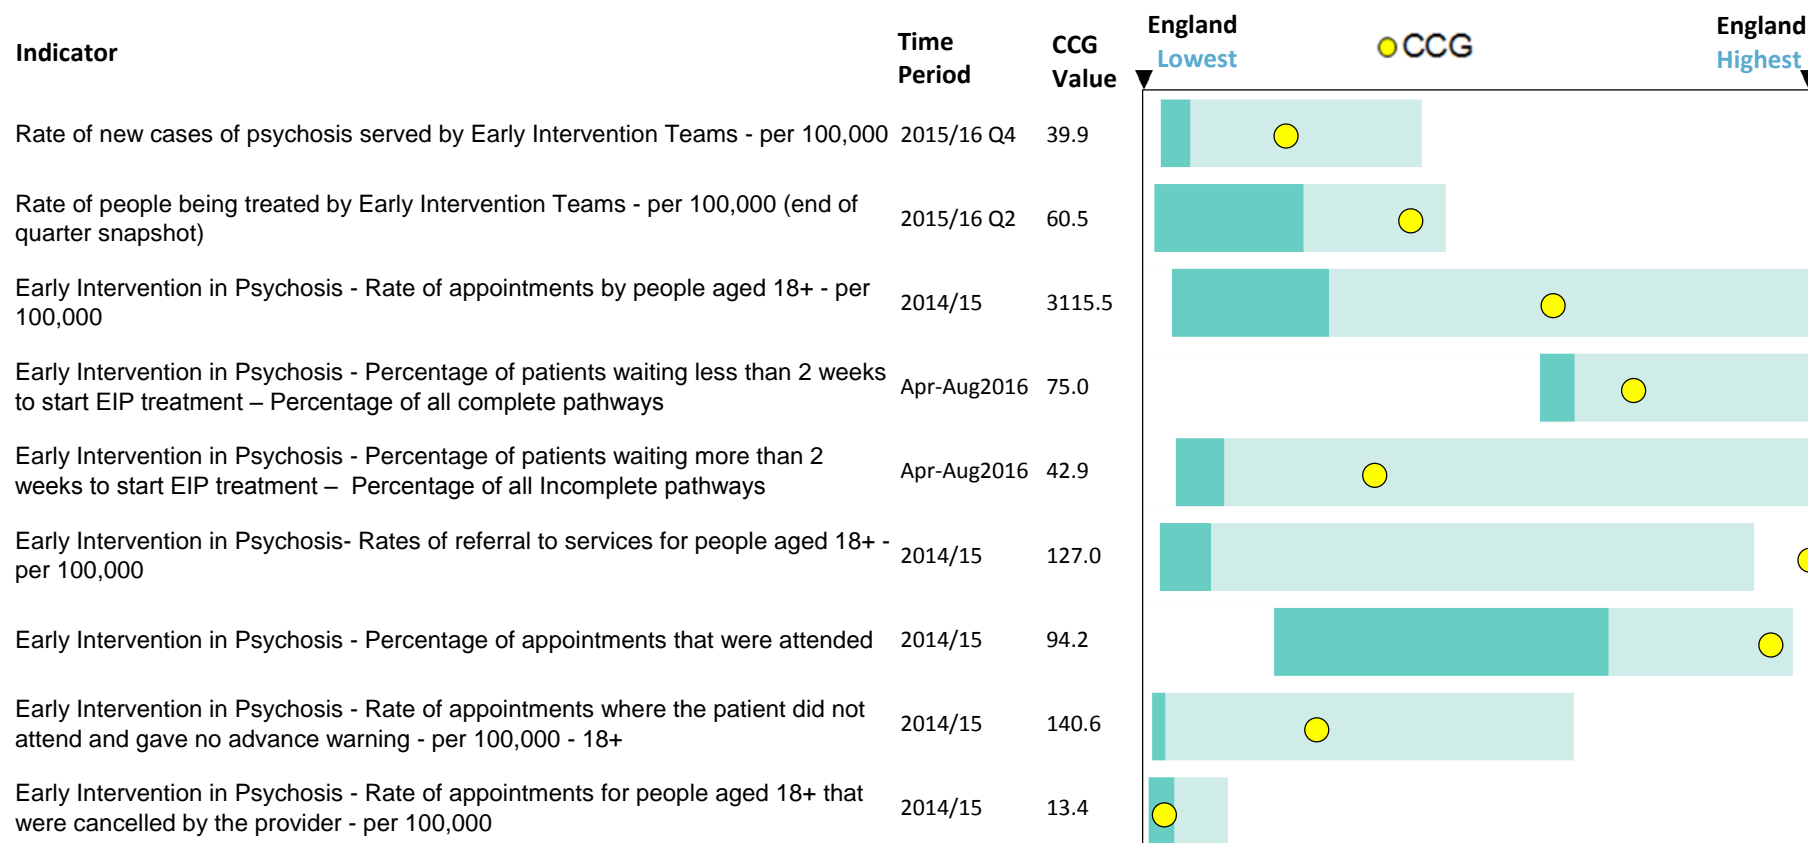 Indicator
Time
Period
CCG
Value
England
Lowest
CCG
England
Highest
Rate of new cases of psychosis served by Early Intervention Teams - per 100,000 2015/16 Q4 39.9
Rate of people being treated by Early Intervention Teams - per 100,000 (end of
quarter snapshot)
2015/16 Q2 60.5
Early Intervention in Psychosis - Rate of appointments by people aged 18+ - per
100,000
2014/15 3115.5
Early Intervention in Psychosis - Percentage of patients waiting less than 2 weeks
to start EIP treatment – Percentage of all complete pathways
Apr-Aug2016 75.0
Early Intervention in Psychosis - Percentage of patients waiting more than 2
weeks to start EIP treatment – Percentage of all Incomplete pathways
Apr-Aug2016 42.9
Early Intervention in Psychosis- Rates of referral to services for people aged 18+ -
per 100,000
2014/15 127.0
Early Intervention in Psychosis - Percentage of appointments that were attended 2014/15 94.2
Early Intervention in Psychosis - Rate of appointments where the patient did not
attend and gave no advance warning - per 100,000 - 18+
2014/15 140.6
Early Intervention in Psychosis - Rate of appointments for people aged 18+ that
were cancelled by the provider - per 100,000
2014/15 13.4